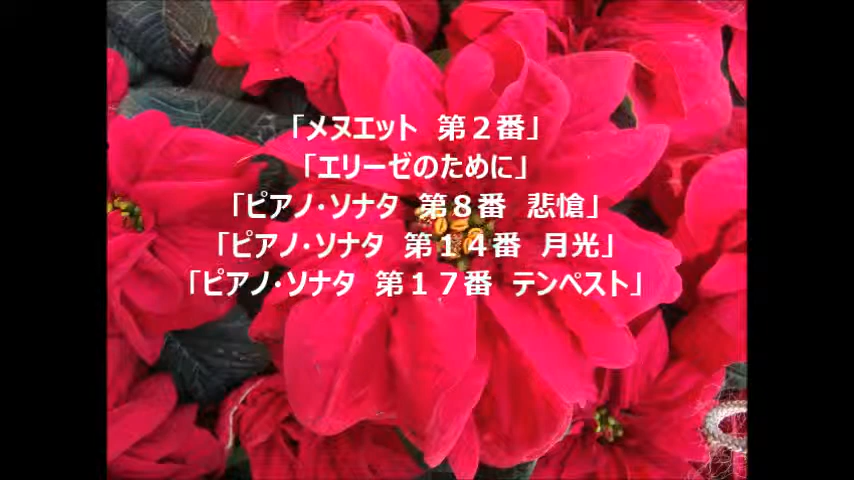 「メヌエット　第２番」
「エリーゼのために」
「ピアノ・ソナタ　第８番　悲愴」
「ピアノ・ソナタ　第１４番　月光」
「ピアノ・ソナタ　第１７番　テンペスト」